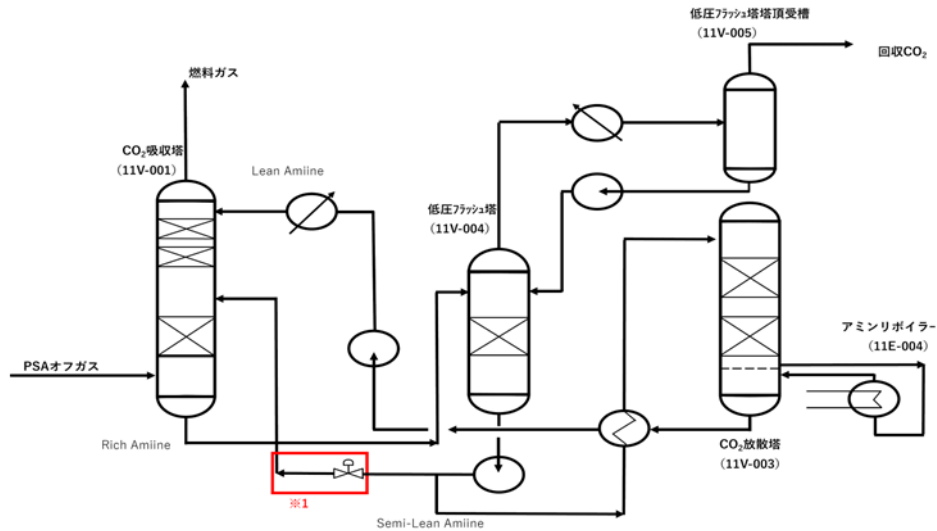 低圧フラッシュ塔塔頂受槽
(11V-005)
回収CO₂
燃料ガス
CO₂吸収塔
(11V-001)
Lean Amiine
低圧フラッシュ塔
(11V-004)
アミンリボイラー
(11E-004)
PSAオフガス
Rich Amiine
CO₂放散塔
(11V-003)
※1
Semi-Lean Amiine